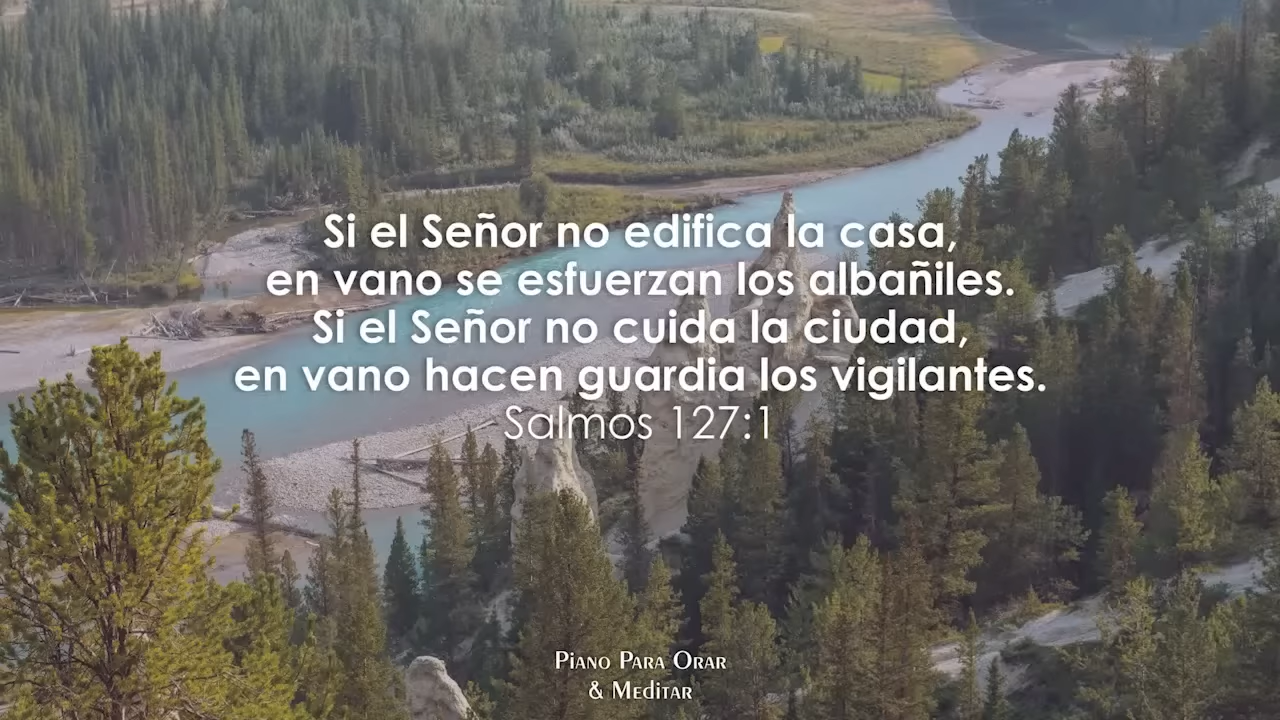 Si el Señor no edifica la casa,
en vano se esfuerzan los albañiles.
Si el Señor no cuida la ciudad,
en vano hacen guardia los vigilantes.
Salmos 127:1
Piano Para Orar
& Meditar